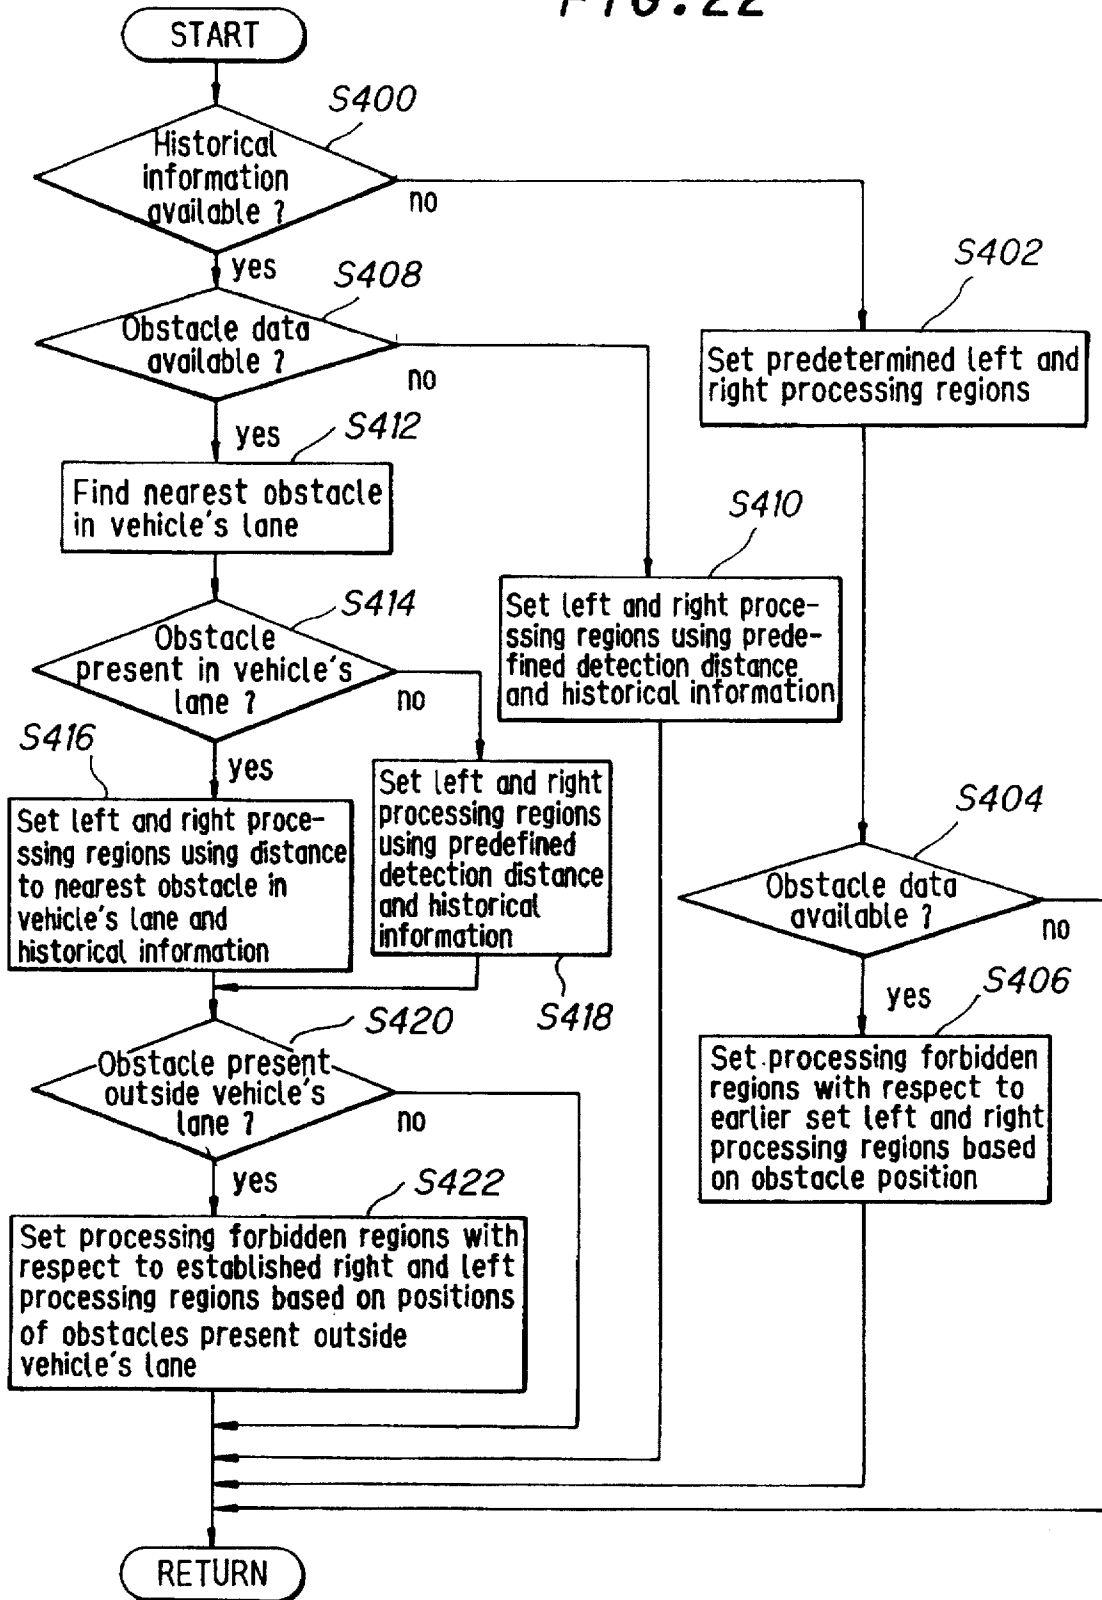 FIG.22
START
S400
Historical
information
available ?
no
yes
S408
S402
Obstacle data
available ?
no
Set predetermined left and
right processing regions
yes
S412
Find nearest obstacle
in vehicle's lane
S410
S414
Set left and right proce-
ssing regions using prede-
fined detection distance
and historical information
Obstacle
present in vehicle's
lane ?
no
S416
yes
Set left and right proce-
ssing regions using distance
to nearest obstacle in
vehicle's lane and
historical information
Set left and right
processing regions
using predefined
detection distance
and historical
information
S418
S404
Obstacle data
available ?
no
yes
S406
Set processing forbidden
regions with respect to
earlier set left and right
processing regions based
on obstacle position
S420
Obstacle present
outside vehicle's
lane ?
no
yes
S422
Set processing forbidden regions with
respect to established right and left
processing regions based on positions
of obstacles present outside
vehicle's lane
RETURN